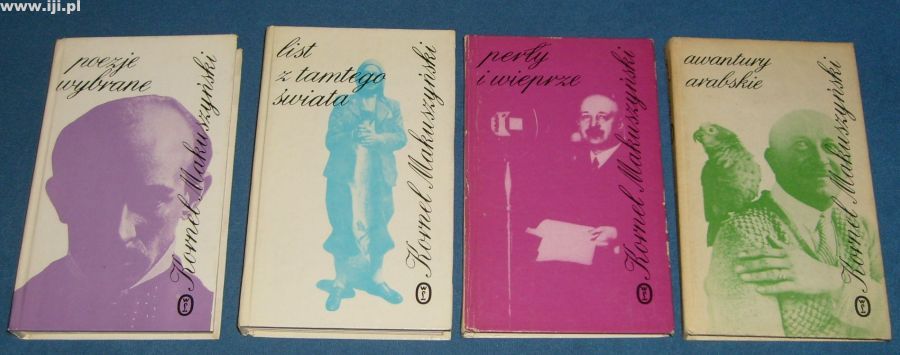 www.iji.pl
poezje
wybrane
Kornel Makuszyński
list
z tamtego
świata
Kornel Makuszyński
perły
i wieprze
Kornel Makuszyński
awantury
arabskie
Kornel Makuszyński